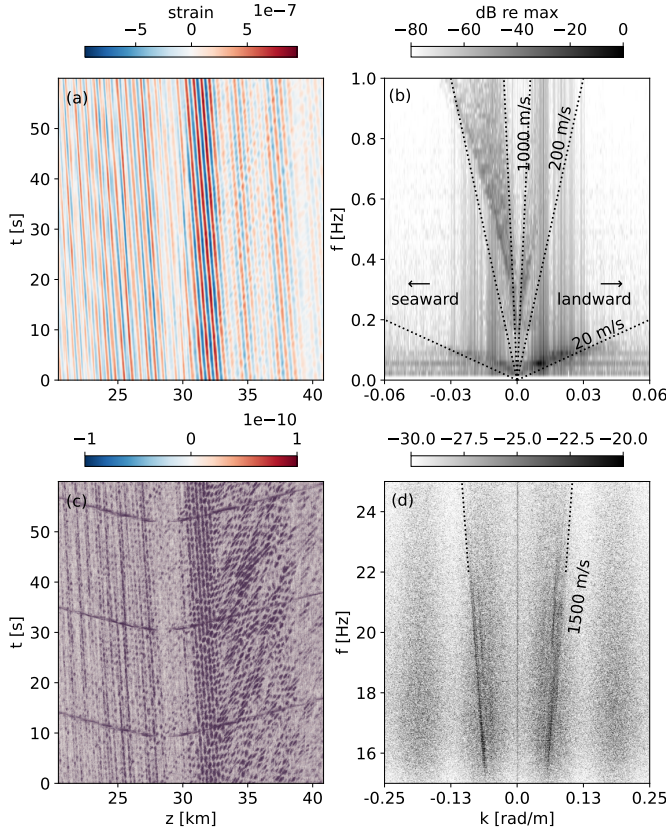 strain
1e−7
−5 0 5
dB re max
−80 −60 −40 −20 0
(a)
t [s]
0 10 20 30 40 50
25 30 35 40
(b)
f [Hz]
0.0 0.2 0.4 0.6 0.8 1.0
-0.06 -0.03 0.0 0.03 0.06
1000 m/s
200 m/s
20 m/s
← →
seaward landward
1e−10
−1 0 1
−30.0 −27.5 −25.0 −22.5 −20.0
(c)
t [s]
0 10 20 30 40 50
25 30 35 40
z [km]
(d)
f [Hz]
16 18 20 22 24
1500 m/s
-0.25 -0.13 0.0 0.13 0.25
k [rad/m]